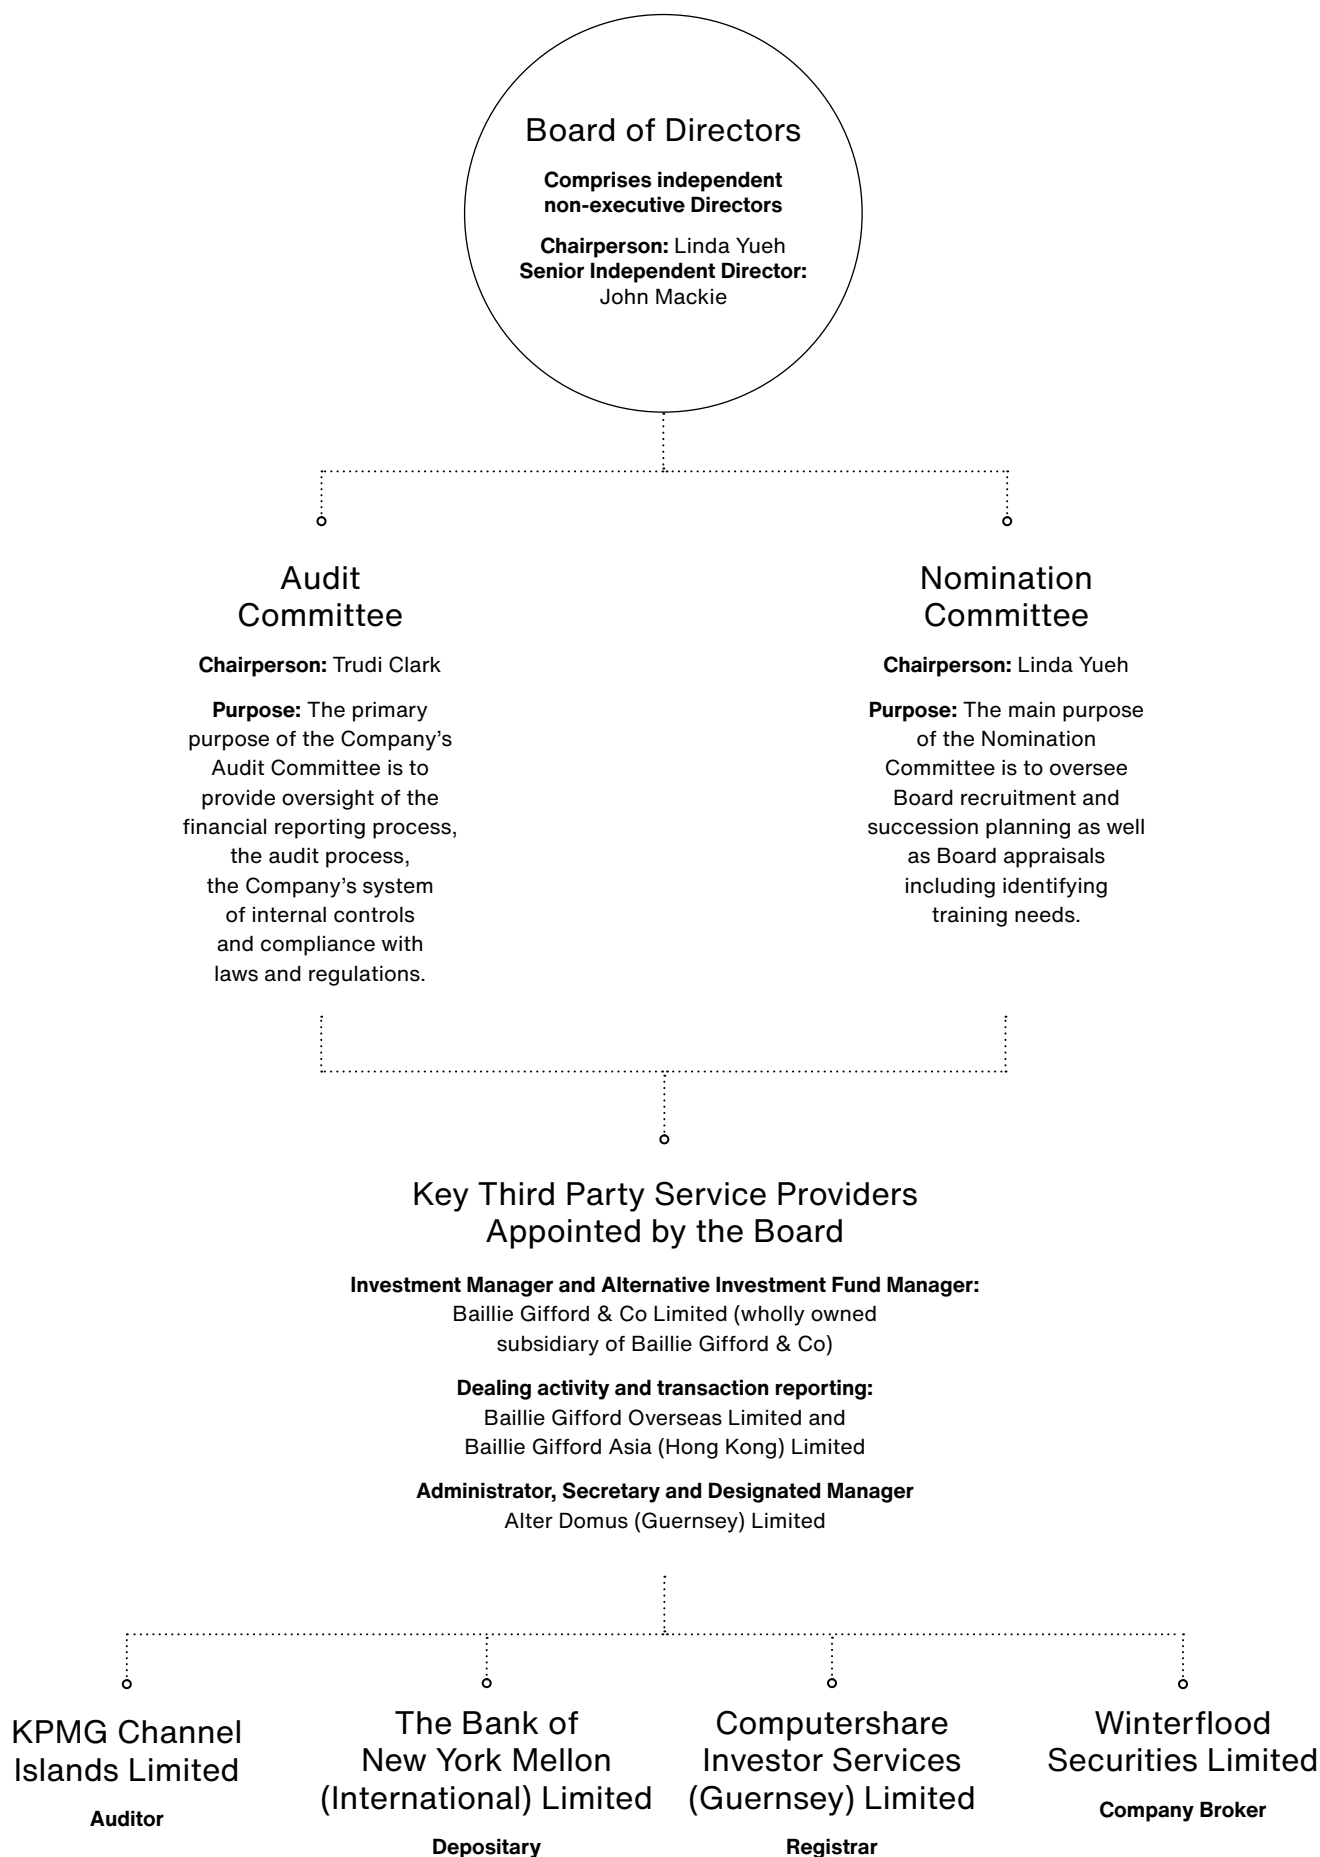 Board of Directors
Comprises independent
non-executive Directors
Chairperson: Linda Yueh
Senior Independent Director:
John Mackie
Audit
Committee
Chairperson: Trudi Clark
Purpose: The primary
purpose of the Company’s
Audit Committee is to
provide oversight of the
financial reporting process,
the audit process,
the Company’s system
of internal controls
and compliance with
laws and regulations.
Nomination
Committee
Chairperson: Linda Yueh
Purpose: The main purpose
of the Nomination
Committee is to oversee
Board recruitment and
succession planning as well
as Board appraisals
including identifying
training needs.
Key Third Party Service Providers
Appointed by the Board
Investment Manager and Alternative Investment Fund Manager:
Baillie Gifford & Co Limited (wholly owned
subsidiary of Baillie Gifford & Co)
Dealing activity and transaction reporting:
Baillie Gifford Overseas Limited and
Baillie Gifford Asia (Hong Kong) Limited
Administrator, Secretary and Designated Manager
Alter Domus (Guernsey) Limited
KPMG Channel
Islands Limited
Auditor
The Bank of
New York Mellon
(International) Limited
Depositary
Computershare
Investor Services
(Guernsey) Limited
Registrar
Winterflood
Securities Limited
Company Broker